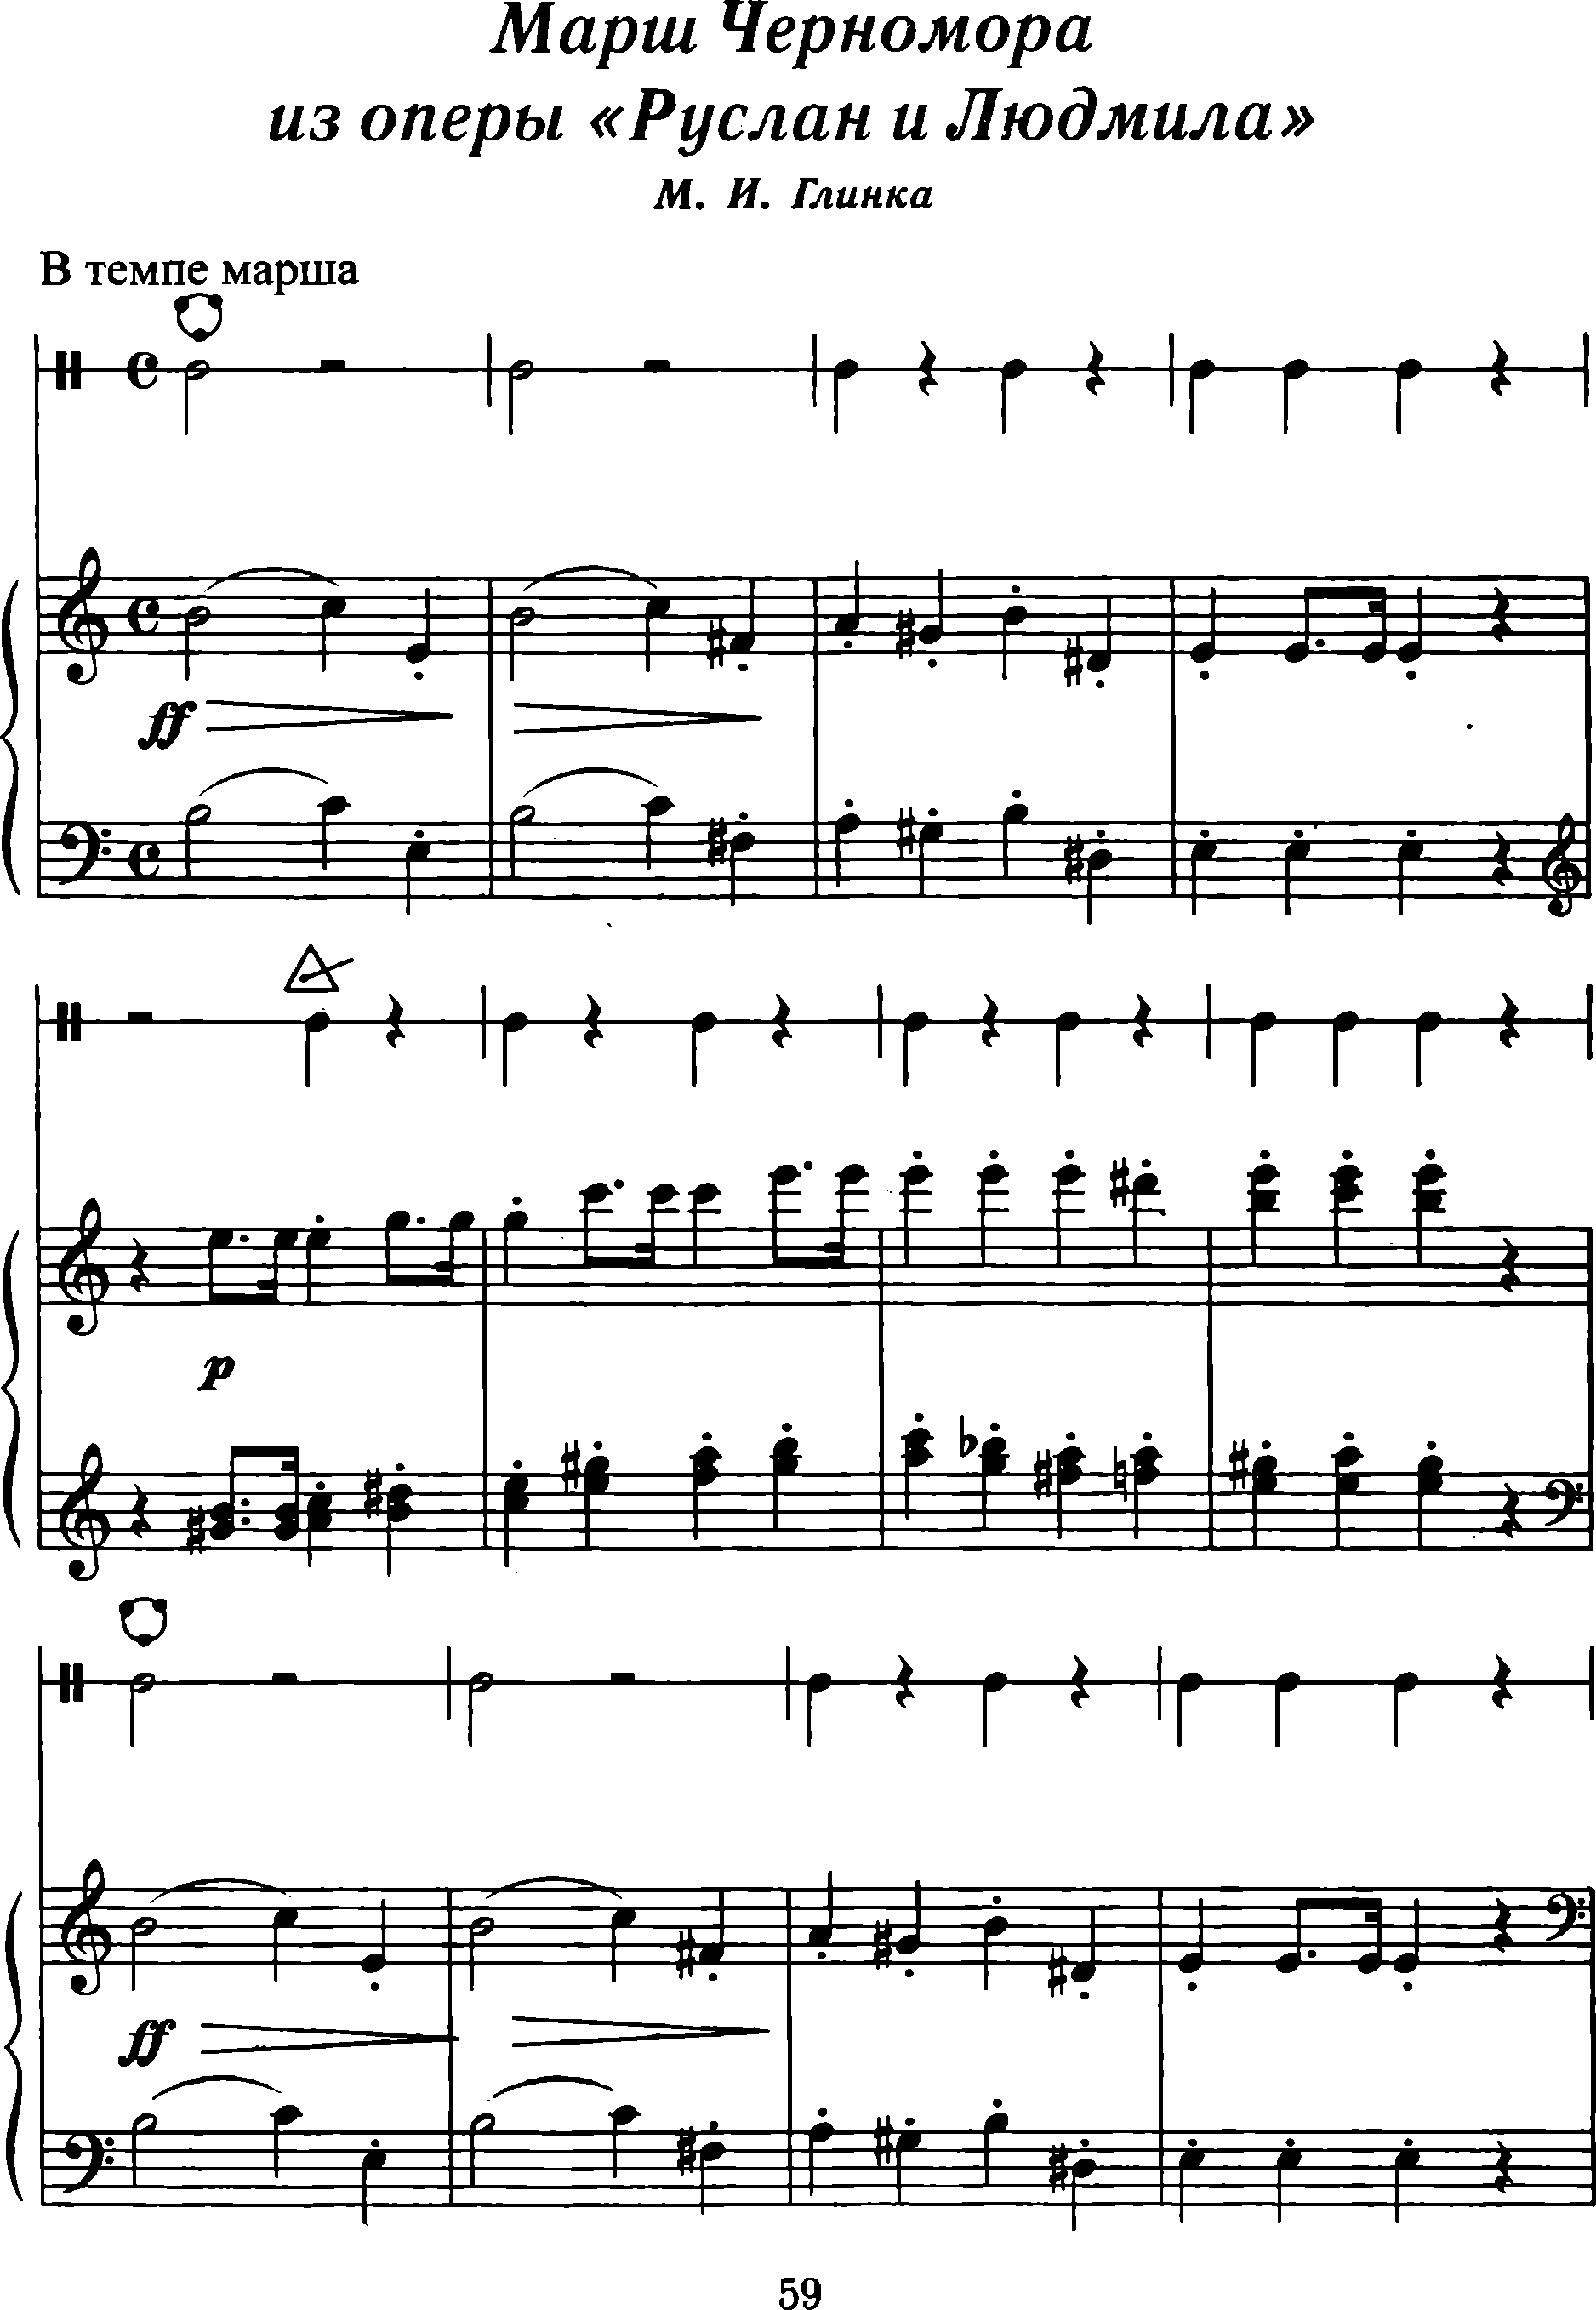 Марш Черномора
из оперы «Руслан и Людмила»
М. И. Глинка
В темпе марша
ff
p
ff
59